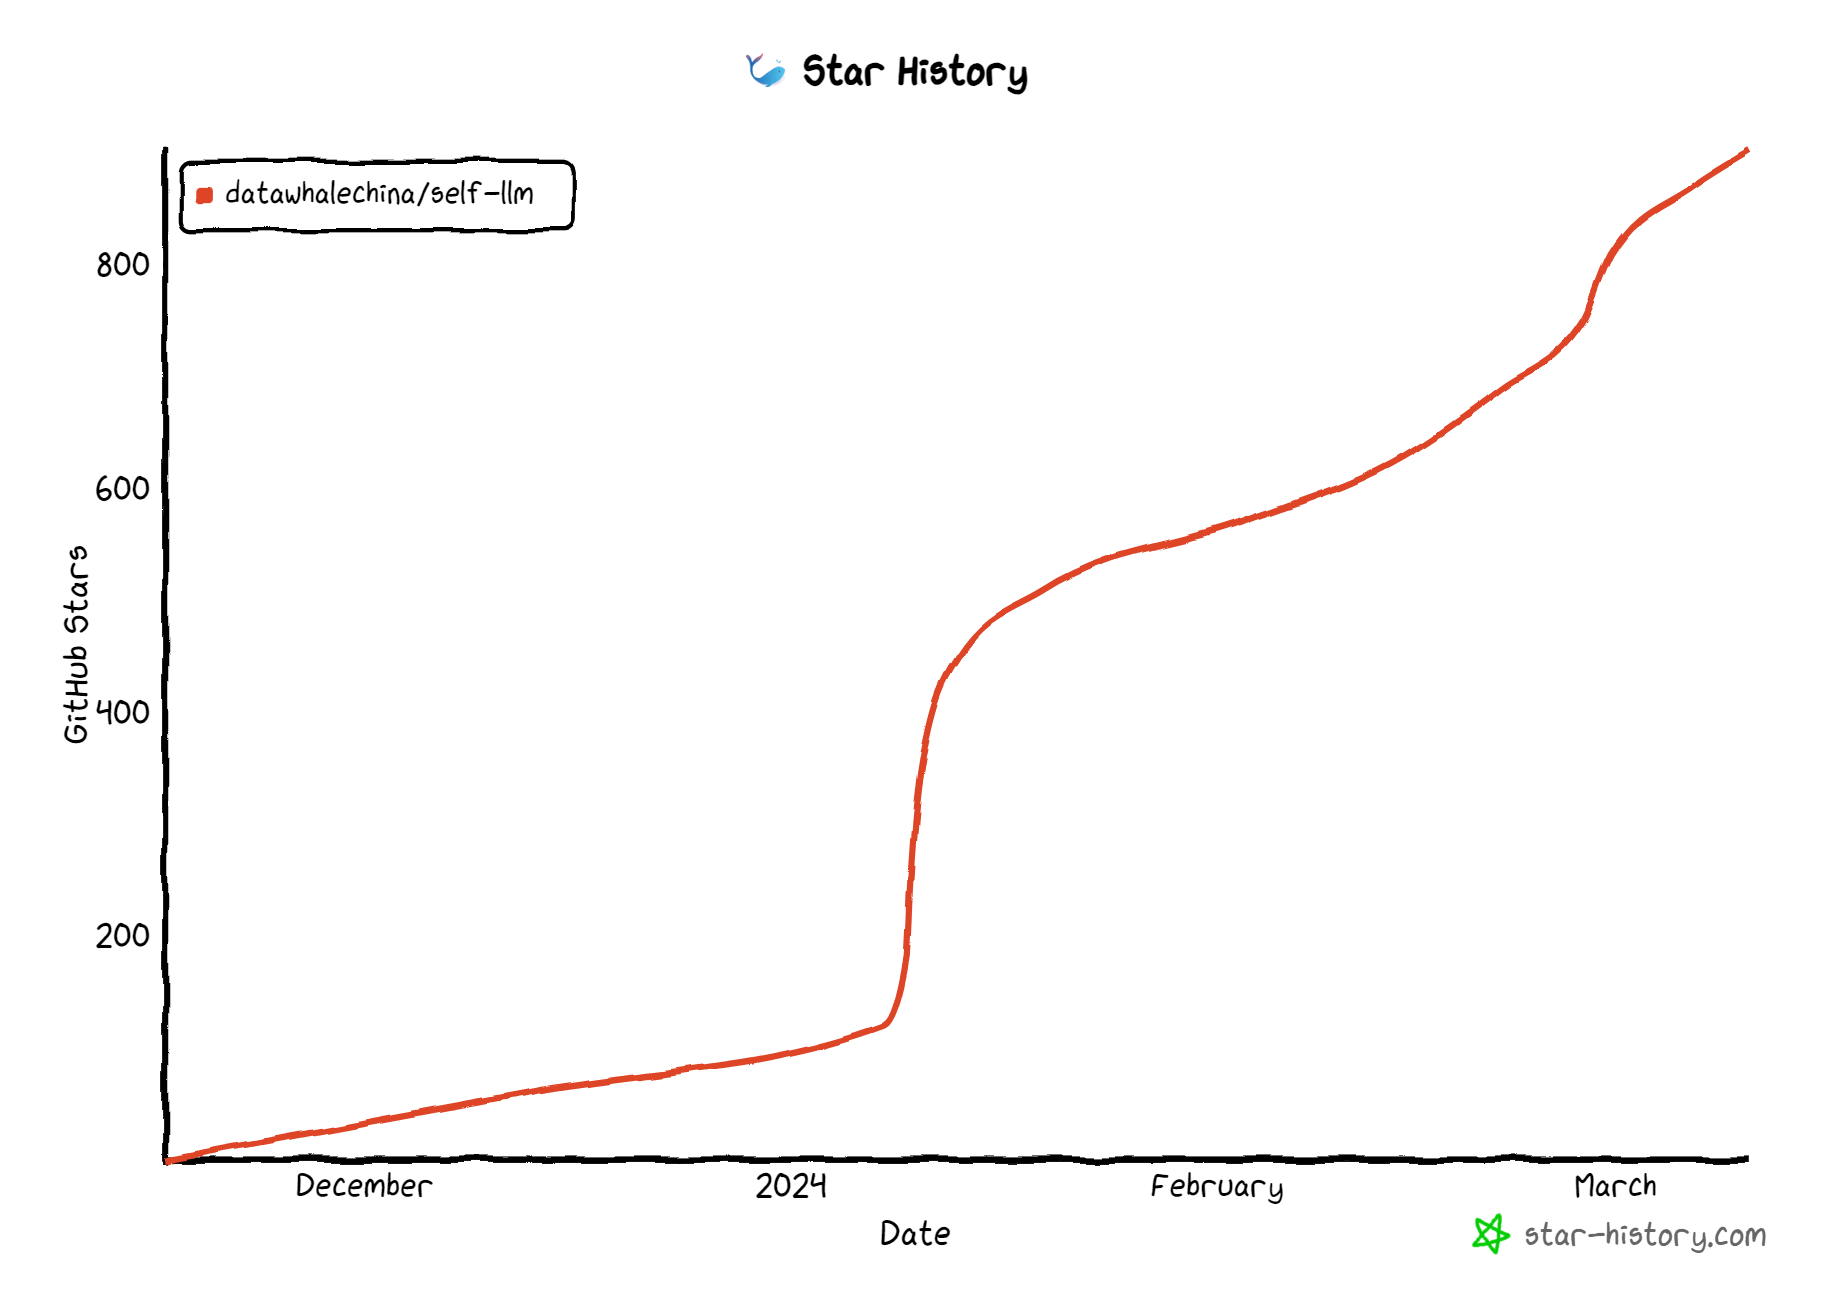 Star History
datawhalechina/self-llm
800
600
400
200
GitHub Stars
December
2024
February
March
Date
star-history.com